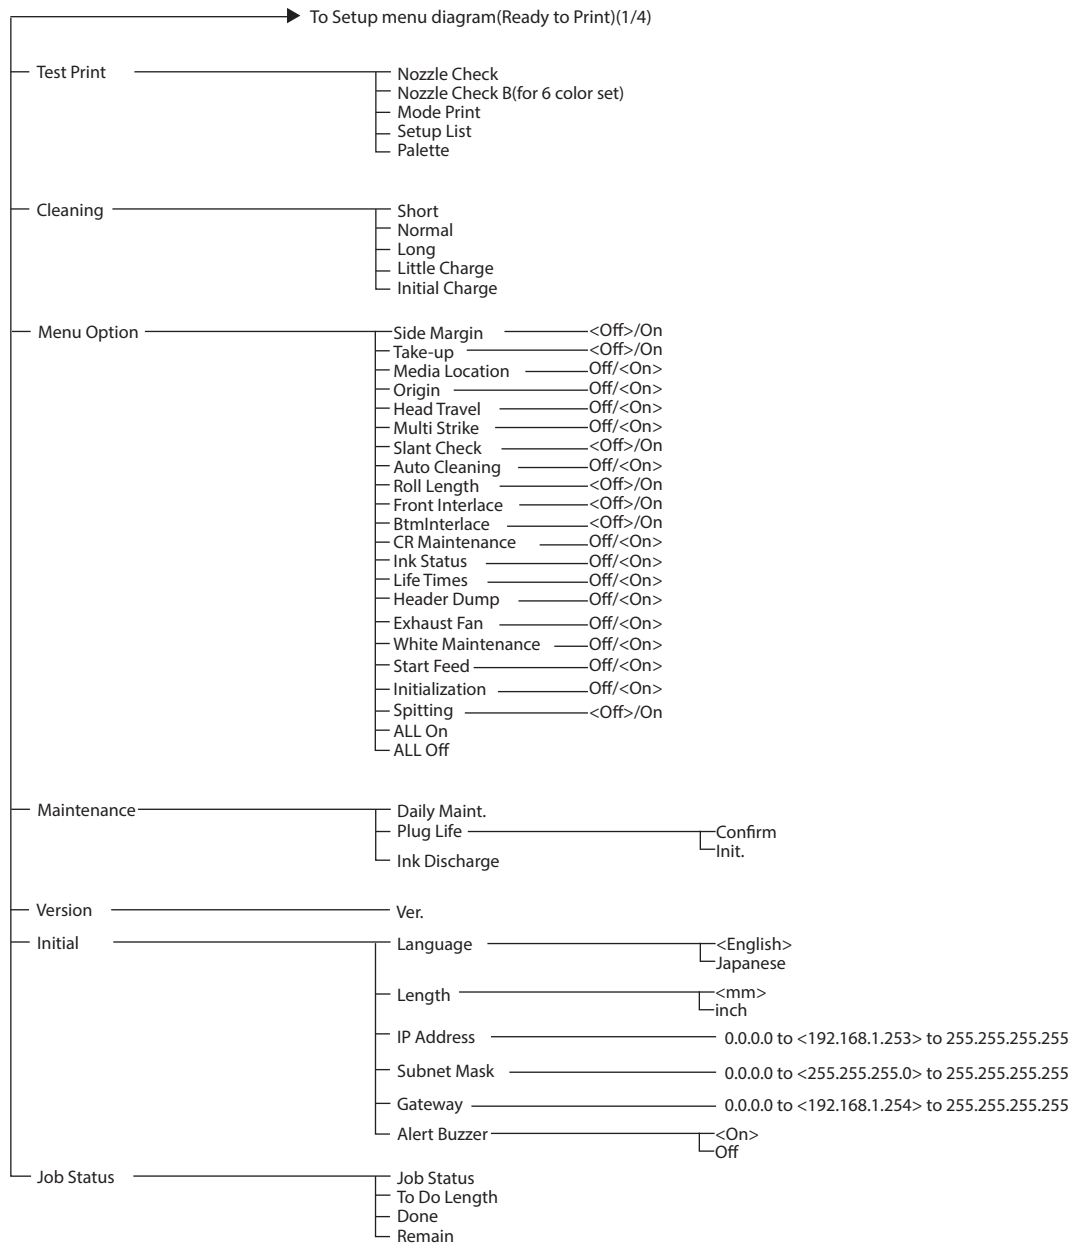 To Setup menu diagram(Ready to Print)(1/4)
Test Print
Nozzle Check
Nozzle Check B(for 6 color set)
Mode Print
Setup List
Palette
Cleaning
Short
Normal
Long
Little Charge
Initial Charge
Menu Option
Side Margin <Off>/On
Take-up <Off>/On
Media Location Off/<On>
Origin Off/<On>
Head Travel Off/<On>
Multi Strike Off/<On>
Slant Check <Off>/On
Auto Cleaning Off/<On>
Roll Length <Off>/On
Front Interlace <Off>/On
BtmInterlace <Off>/On
CR Maintenance Off/<On>
Ink Status Off/<On>
Life Times Off/<On>
Header Dump Off/<On>
Exhaust Fan Off/<On>
White Maintenance Off/<On>
Start Feed Off/<On>
Initialization Off/<On>
Spitting <Off>/On
ALL On
ALL Off
Maintenance
Daily Maint.
Plug Life
Confirm
Init.
Ink Discharge
Version
Ver.
Initial
Language
<English>
Japanese
Length
<mm>
inch
IP Address 0.0.0.0 to <192.168.1.253> to 255.255.255.255
Subnet Mask 0.0.0.0 to <255.255.255.0> to 255.255.255.255
Gateway 0.0.0.0 to <192.168.1.254> to 255.255.255.255
Alert Buzzer
<On>
Off
Job Status
Job Status
To Do Length
Done
Remain